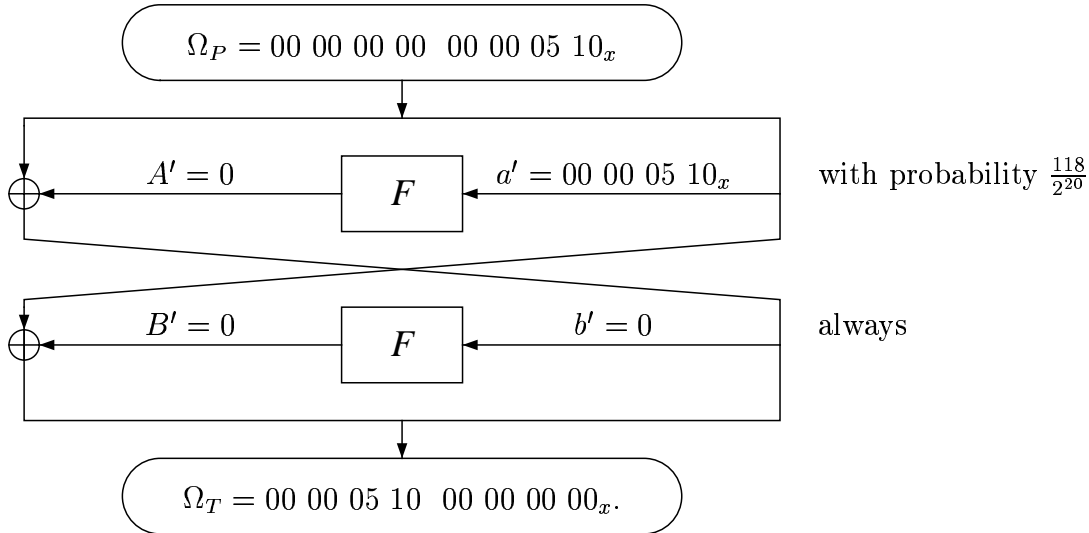 Ω_P = 00 00 00 00 00 00 05 10_x
A′ = 0
F
a′ = 00 00 05 10_x
with probability 118/2^20
B′ = 0
F
b′ = 0
always
Ω_T = 00 00 05 10 00 00 00 00_x.